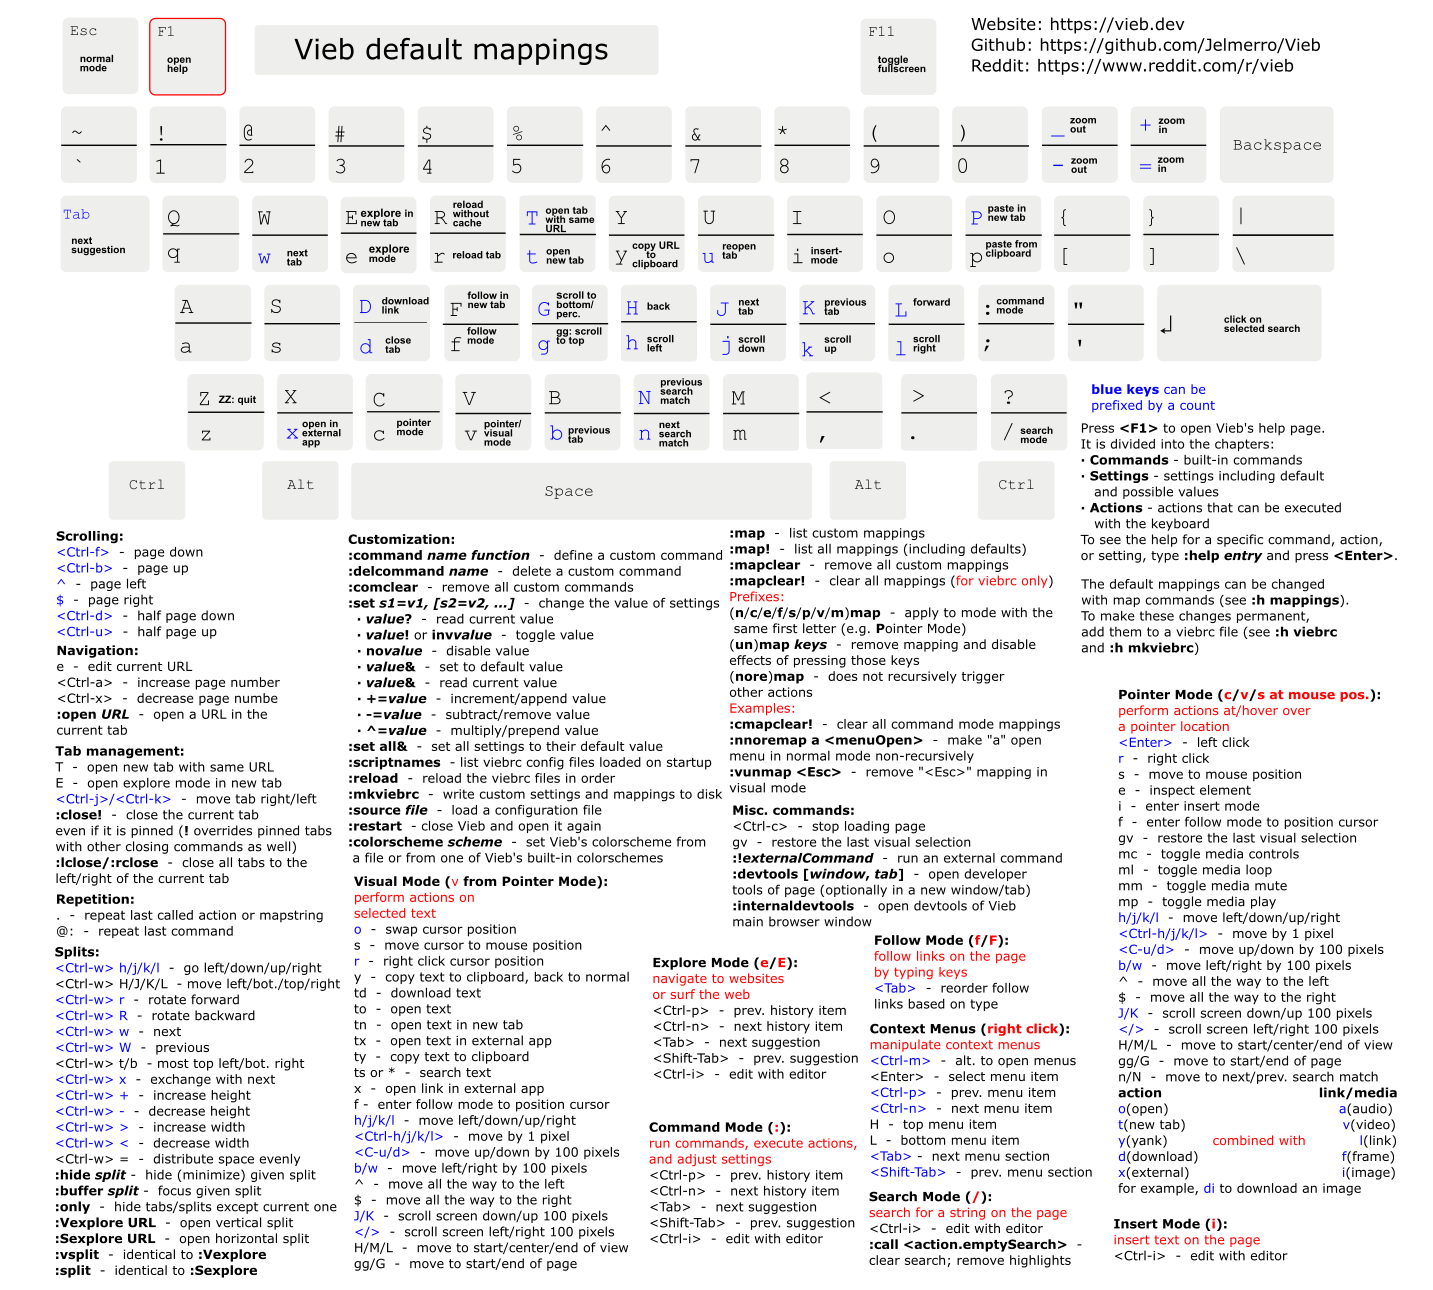 Esc
normal
mode
F1
open
help
Vieb default mappings
F11
toggle
fullscreen
Website: https://vieb.dev
Github: https://github.com/Jelmerro/Vieb
Reddit: https://www.reddit.com/r/vieb
~
`
!
1
@
2
#
3
$
4
%
5
^
6
&
7
*
8
(
9
)
0
_ zoom
out
- zoom
out
+ zoom
in
= zoom
in
Backspace
Tab
next
suggestion
Q
q
W
w next
tab
E explore in
new tab
e explore
mode
R reload
without
cache
r reload tab
T open tab
with same
URL
t open
new tab
Y
y copy URL
to
clipboard
U
u reopen
tab
I
i insert-
mode
O
o
P paste in
new tab
p paste from
clipboard
{
[
}
]
|
\
A
a
S
s
D download
link
d close
tab
F follow in
new tab
f follow
mode
G scroll to
bottom/
perc.
g gg: scroll
to top
H back
h scroll
left
J next
tab
j scroll
down
K previous
tab
k scroll
up
L forward
l scroll
right
: command
mode
;
"
'
↲ click on
selected search
Z ZZ: quit
z
X
x open in
external
app
C
c pointer
mode
V
v pointer/
visual
mode
B
b previous
tab
N previous
search
match
n next
search
match
M
m
<
,
>
.
?
/ search
mode
Ctrl
Alt
Space
Alt
Ctrl
blue keys can be
prefixed by a count
Press <F1> to open Vieb's help page.
It is divided into the chapters:
· Commands - built-in commands
· Settings - settings including default
and possible values
· Actions - actions that can be executed
with the keyboard
To see the help for a specific command, action,
or setting, type :help entry and press <Enter>.
The default mappings can be changed
with map commands (see :h mappings).
To make these changes permanent,
add them to a viebrc file (see :h viebrc
and :h mkviebrc)
Scrolling:
<Ctrl-f> - page down
<Ctrl-b> - page up
^ - page left
$ - page right
<Ctrl-d> - half page down
<Ctrl-u> - half page up
Navigation:
e - edit current URL
<Ctrl-a> - increase page number
<Ctrl-x> - decrease page numbe
:open URL - open a URL in the
current tab
Tab management:
T - open new tab with same URL
E - open explore mode in new tab
<Ctrl-j>/<Ctrl-k> - move tab right/left
:close! - close the current tab
even if it is pinned (! overrides pinned tabs
with other closing commands as well)
:lclose/:rclose - close all tabs to the
left/right of the current tab
Repetition:
. - repeat last called action or mapstring
@: - repeat last command
Splits:
<Ctrl-w> h/j/k/l - go left/down/up/right
<Ctrl-w> H/J/K/L - move left/bot./top/right
<Ctrl-w> r - rotate forward
<Ctrl-w> R - rotate backward
<Ctrl-w> w - next
<Ctrl-w> W - previous
<Ctrl-w> t/b - most top left/bot. right
<Ctrl-w> x - exchange with next
<Ctrl-w> + - increase height
<Ctrl-w> - - decrease height
<Ctrl-w> > - increase width
<Ctrl-w> < - decrease width
<Ctrl-w> = - distribute space evenly
:hide split - hide (minimize) given split
:buffer split - focus given split
:only - hide tabs/splits except current one
:Vexplore URL - open vertical split
:Sexplore URL - open horizontal split
:vsplit - identical to :Vexplore
:split - identical to :Sexplore
Customization:
:command name function - define a custom command
:delcommand name - delete a custom command
:comclear - remove all custom commands
:set s1=v1, [s2=v2, ...] - change the value of settings
· value? - read current value
· value! or invvalue - toggle value
· novalue - disable value
· value& - set to default value
· value& - read current value
· +=value - increment/append value
· -=value - subtract/remove value
· ^=value - multiply/prepend value
:set all& - set all settings to their default value
:scriptnames - list viebrc config files loaded on startup
:reload - reload the viebrc files in order
:mkviebrc - write custom settings and mappings to disk
:source file - load a configuration file
:restart - close Vieb and open it again
:colorscheme scheme - set Vieb's colorscheme from
a file or from one of Vieb's built-in colorschemes
Visual Mode (v from Pointer Mode):
perform actions on
selected text
o - swap cursor position
s - move cursor to mouse position
r - right click cursor position
y - copy text to clipboard, back to normal
td - download text
to - open text
tn - open text in new tab
tx - open text in external app
ty - copy text to clipboard
ts or * - search text
x - open link in external app
f - enter follow mode to position cursor
h/j/k/l - move left/down/up/right
<Ctrl-h/j/k/l> - move by 1 pixel
<C-u/d> - move up/down by 100 pixels
b/w - move left/right by 100 pixels
^ - move all the way to the left
$ - move all the way to the right
J/K - scroll screen down/up 100 pixels
</> - scroll screen left/right 100 pixels
H/M/L - move to start/center/end of view
gg/G - move to start/end of page
:map - list custom mappings
:map! - list all mappings (including defaults)
:mapclear - remove all custom mappings
:mapclear! - clear all mappings (for viebrc only)
Prefixes:
(n/c/e/f/s/p/v/m)map - apply to mode with the
same first letter (e.g. Pointer Mode)
(un)map keys - remove mapping and disable
effects of pressing those keys
(nore)map - does not recursively trigger
other actions
Examples:
:cmapclear! - clear all command mode mappings
:nnoremap a <menuOpen> - make "a" open
menu in normal mode non-recursively
:vunmap <Esc> - remove "<Esc>" mapping in
visual mode
Misc. commands:
<Ctrl-c> - stop loading page
gv - restore the last visual selection
:!externalCommand - run an external command
:devtools [window, tab] - open developer
tools of page (optionally in a new window/tab)
:internaldevtools - open devtools of Vieb
main browser window
Explore Mode (e/E):
navigate to websites
or surf the web
<Ctrl-p> - prev. history item
<Ctrl-n> - next history item
<Tab> - next suggestion
<Shift-Tab> - prev. suggestion
<Ctrl-i> - edit with editor
Command Mode (:):
run commands, execute actions,
and adjust settings
<Ctrl-p> - prev. history item
<Ctrl-n> - next history item
<Tab> - next suggestion
<Shift-Tab> - prev. suggestion
<Ctrl-i> - edit with editor
Follow Mode (f/F):
follow links on the page
by typing keys
<Tab> - reorder follow
links based on type
Context Menus (right click):
manipulate context menus
<Ctrl-m> - alt. to open menus
<Enter> - select menu item
<Ctrl-p> - prev. menu item
<Ctrl-n> - next menu item
H - top menu item
L - bottom menu item
<Tab> - next menu section
<Shift-Tab> - prev. menu section
Search Mode (/):
search for a string on the page
<Ctrl-i> - edit with editor
:call <action.emptySearch> -
clear search; remove highlights
Pointer Mode (c/v/s at mouse pos.):
perform actions at/hover over
a pointer location
<Enter> - left click
r - right click
s - move to mouse position
e - inspect element
i - enter insert mode
f - enter follow mode to position cursor
gv - restore the last visual selection
mc - toggle media controls
ml - toggle media loop
mm - toggle media mute
mp - toggle media play
h/j/k/l - move left/down/up/right
<Ctrl-h/j/k/l> - move by 1 pixel
<C-u/d> - move up/down by 100 pixels
b/w - move left/right by 100 pixels
^ - move all the way to the left
$ - move all the way to the right
J/K - scroll screen down/up 100 pixels
</> - scroll screen left/right 100 pixels
H/M/L - move to start/center/end of view
gg/G - move to start/end of page
n/N - move to next/prev. search match
action link/media
o(open) a(audio)
t(new tab) v(video)
y(yank) combined with l(link)
d(download) f(frame)
x(external) i(image)
for example, di to download an image
Insert Mode (i):
insert text on the page
<Ctrl-i> - edit with editor